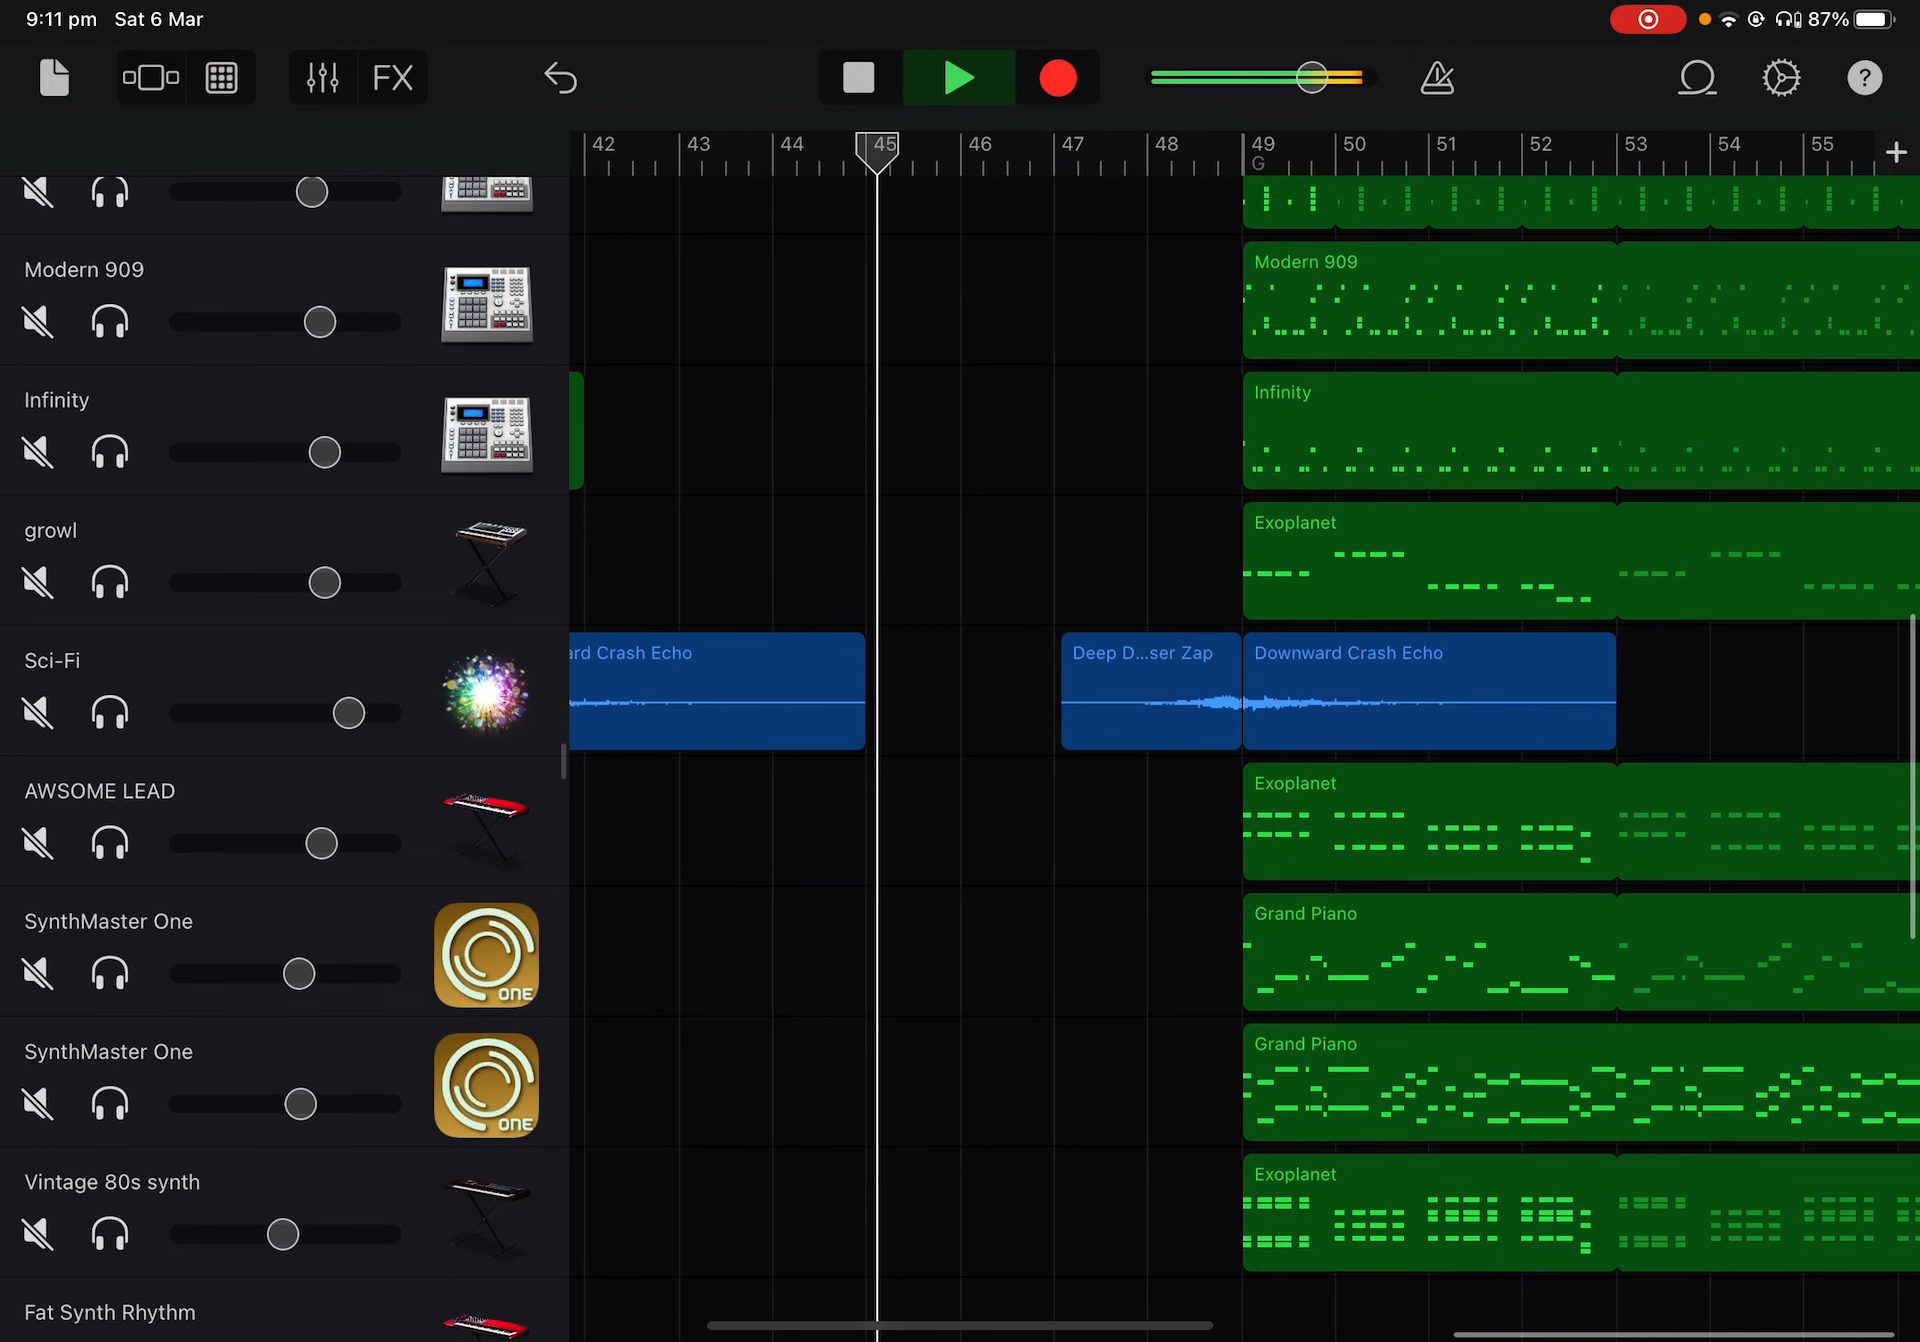 9:11 pm Sat 6 Mar
87%
FX
?
42 43 44 45 46 47 48 49 50 51 52 53 54 55
G
Modern 909
Modern 909
Infinity
Infinity
growl
Exoplanet
Sci-Fi
ard Crash Echo
Deep D...ser Zap
Downward Crash Echo
AWSOME LEAD
Exoplanet
SynthMaster One
ONE
Grand Piano
SynthMaster One
ONE
Grand Piano
Vintage 80s synth
Exoplanet
Fat Synth Rhythm